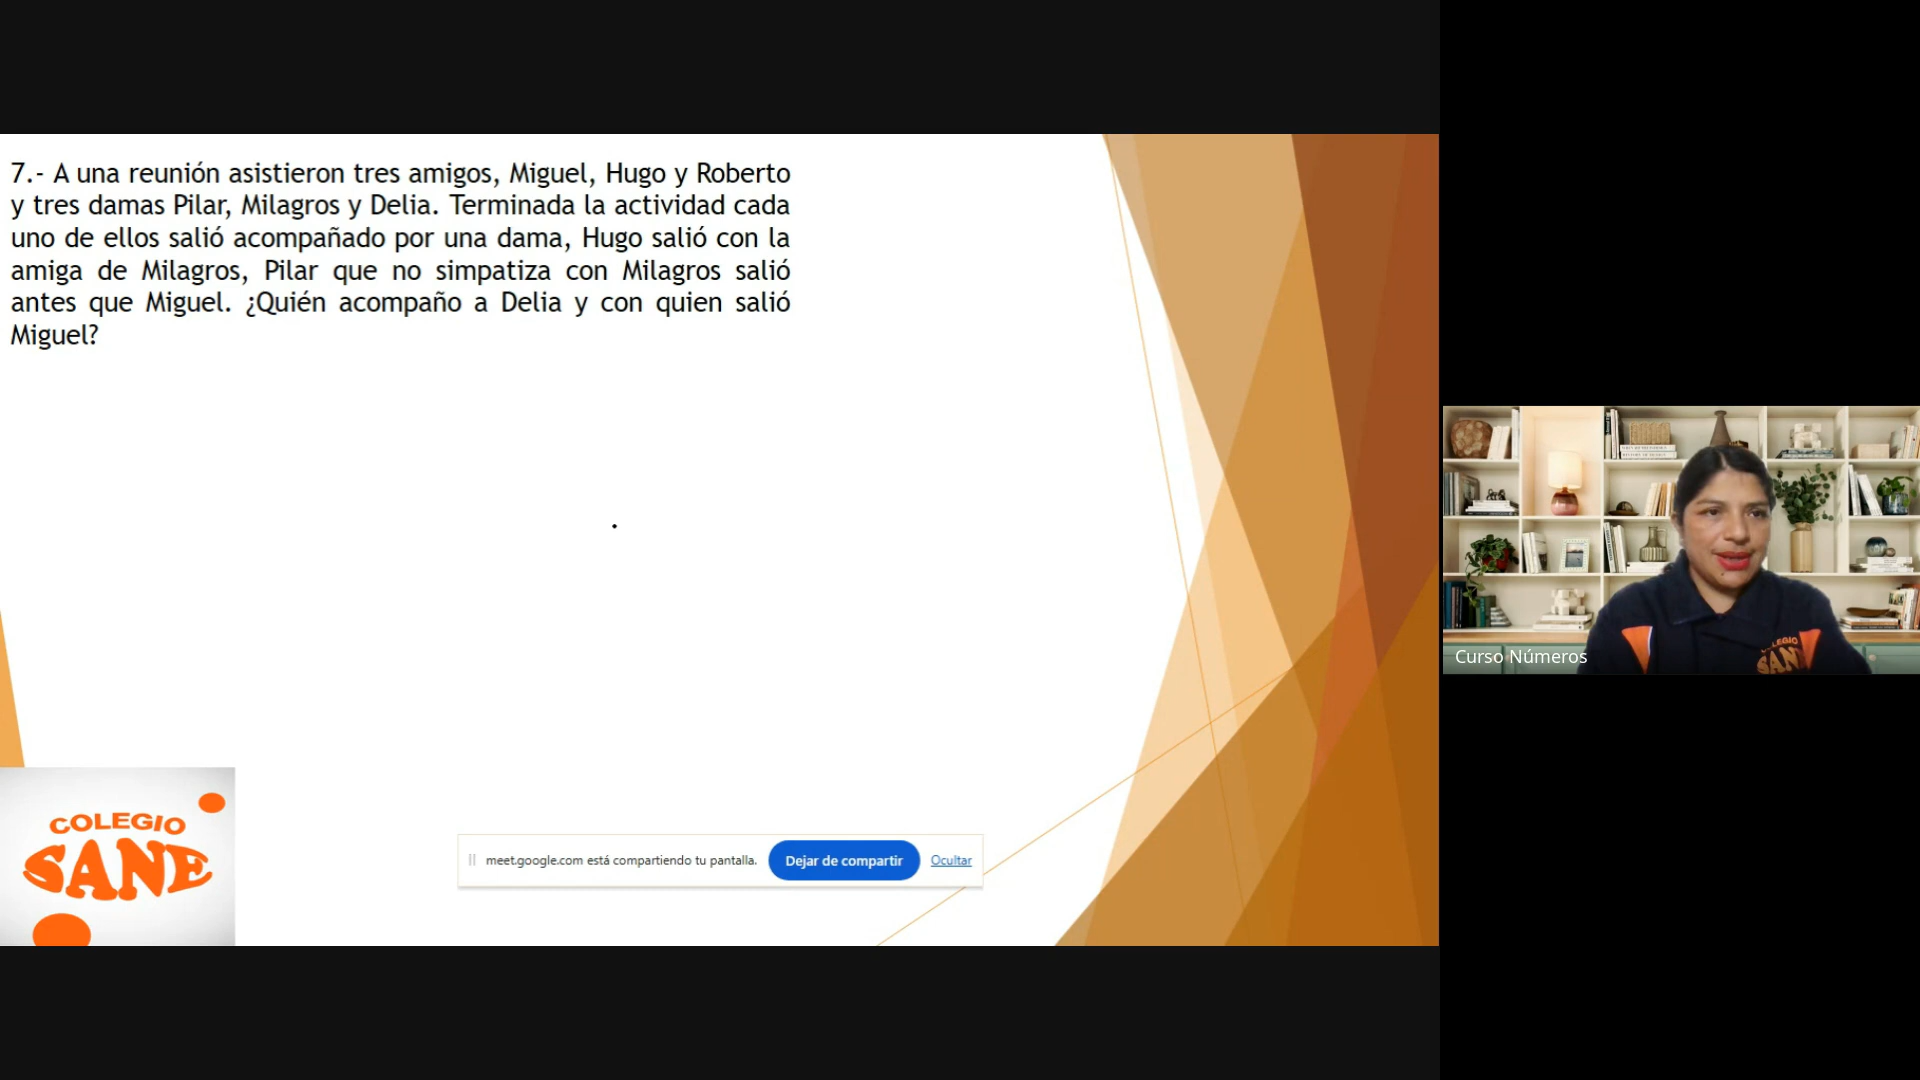 7.- A una reunión asistieron tres amigos, Miguel, Hugo y Roberto
y tres damas Pilar, Milagros y Delia. Terminada la actividad cada
uno de ellos salió acompañado por una dama, Hugo salió con la
amiga de Milagros, Pilar que no simpatiza con Milagros salió
antes que Miguel. ¿Quién acompaño a Delia y con quien salió
Miguel?
Curso Números
COLEGIO
SANE
meet.google.com está compartiendo tu pantalla.
Dejar de compartir
Ocultar